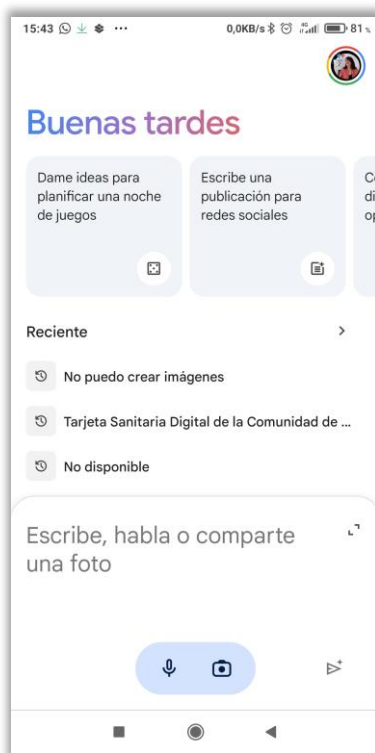 15:43 ... 0,0KB/s 4G 81 %
Buenas tardes
Dame ideas para
planificar una noche
de juegos
Escribe una
publicación para
redes sociales
Reciente
No puedo crear imágenes
Tarjeta Sanitaria Digital de la Comunidad de ...
No disponible
Escribe, habla o comparte
una foto